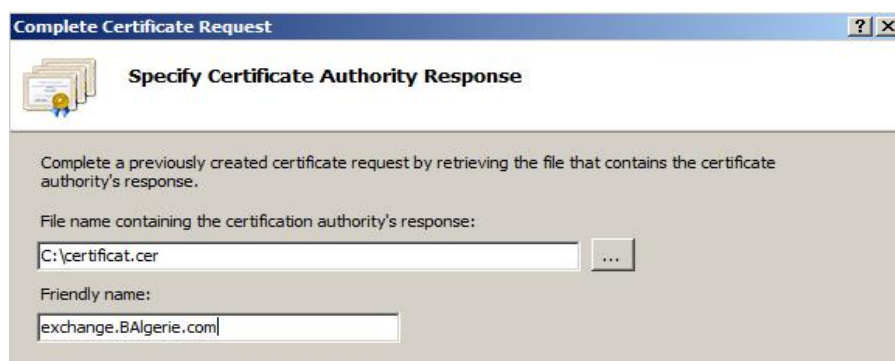 Complete Certificate Request
Specify Certificate Authority Response
Complete a previously created certificate request by retrieving the file that contains the certificate
authority's response.
File name containing the certification authority's response:
C:\certificat.cer
...
Friendly name:
exchange.BAlgerie.com